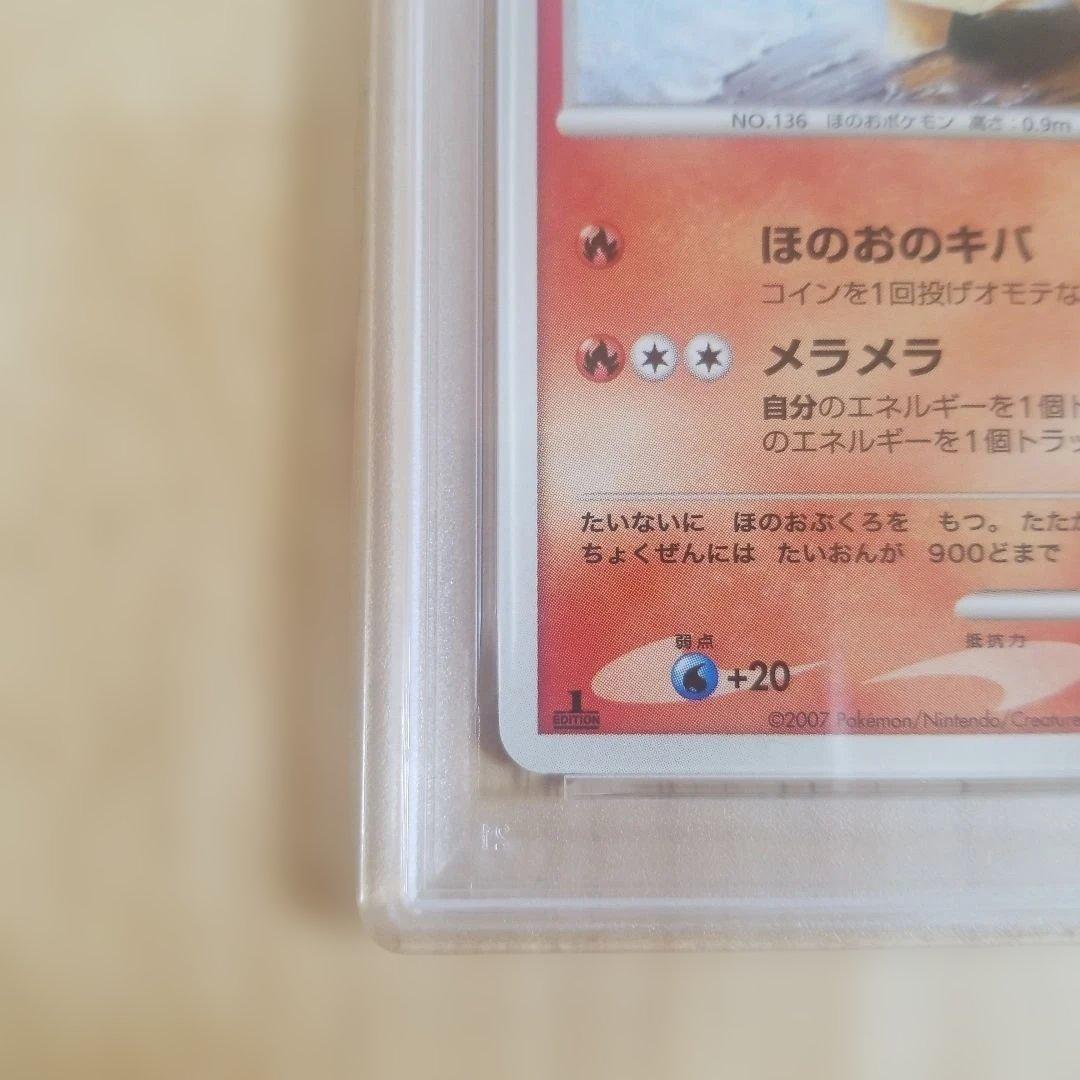 NO.136 ほのおポケモン 高さ：0.9m
ほのおのキバ
コインを1回投げオモテな
メラメラ
自分のエネルギーを1個ト
のエネルギーを1個トラッ
たいないに ほのおぶくろを もつ。たたか
ちょくぜんには たいおんが 900どまで
弱点 抵抗力
+20
1
EDITION
©2007 Pokémon/Nintendo/Creature